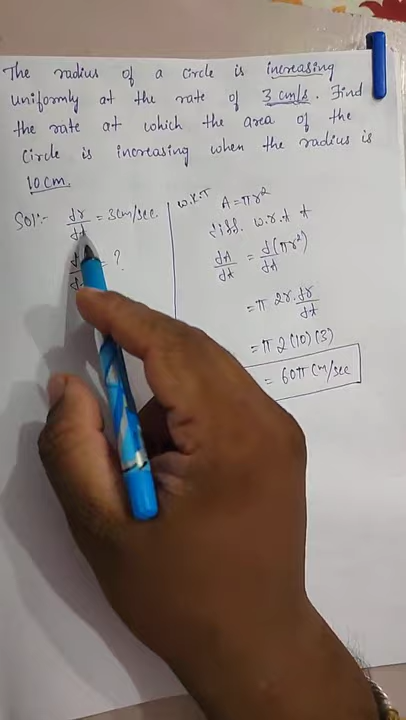 The radius of a circle is increasing
uniformly at the rate of 3 cm/s. Find
the rate at which the area of the
circle is increasing when the radius is
10 cm.
Sol:- dr/dt = 3cm/sec.
= ?
W.K.T A = πr²
diff. w.r.t t
dA/dt = d/dt(πr²)
= π 2r. dr/dt
= π 2(10)(3)
= 60π cm/sec